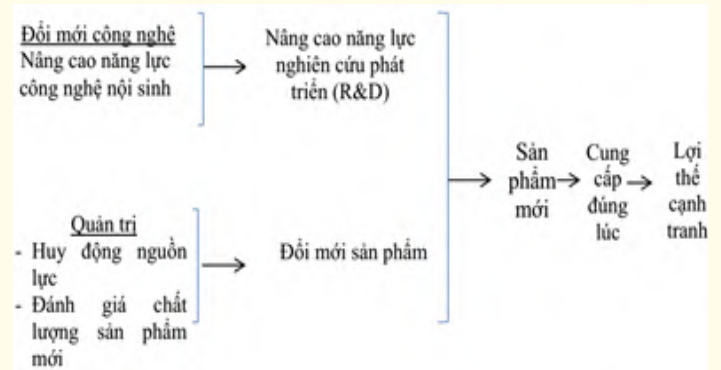 Đổi mới công nghệ
Nâng cao năng lực
công nghệ nội sinh
Nâng cao năng lực
nghiên cứu phát
triển (R&D)
Quản trị
- Huy động nguồn
lực
- Đánh giá chất
lượng sản phẩm
mới
Đổi mới sản phẩm
Sản
phẩm
mới
Cung
cấp
đúng
lúc
Lợi
thế
cạnh
tranh